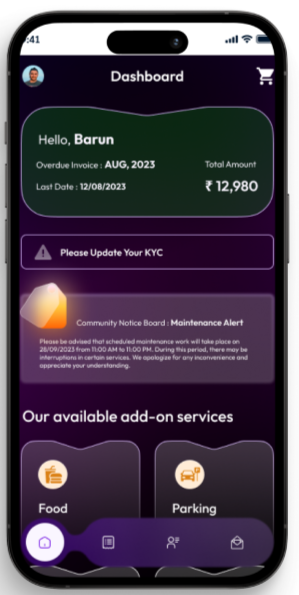 :41
Dashboard
Hello, Barun
Overdue Invoice : AUG, 2023
Total Amount
Last Date : 12/08/2023
₹ 12,980
Please Update Your KYC
Community Notice Board : Maintenance Alert
Please be advised that scheduled maintenance work will take place on
28/09/2023 from 11:00 AM to 11:00 PM. During this period, there may be
interruptions in certain services. We apologize for any inconvenience and
appreciate your understanding.
Our available add-on services
Food
Parking